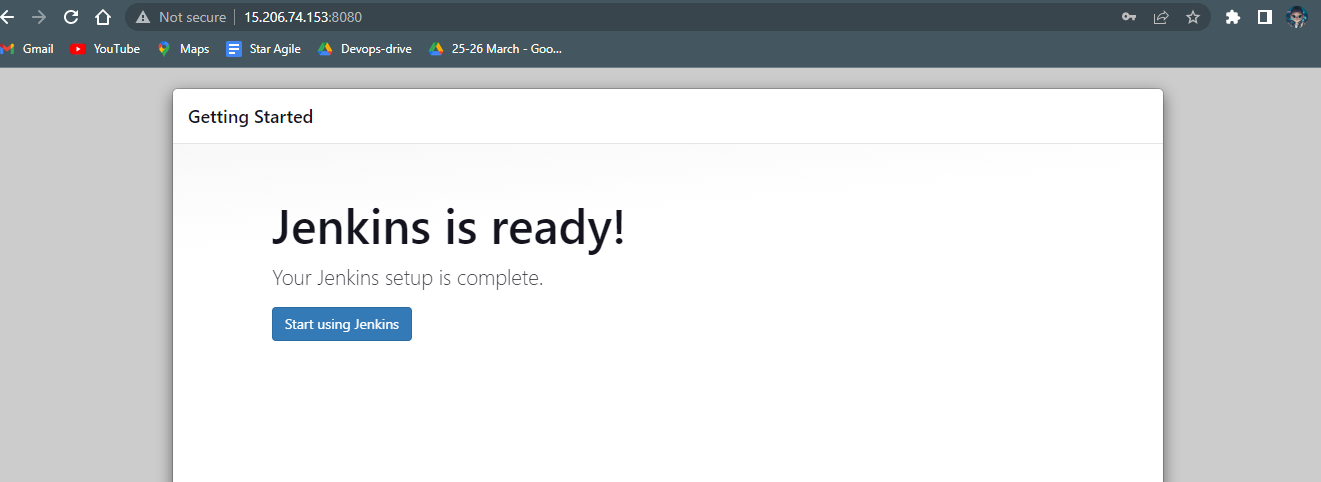 Not secure 15.206.74.153:8080
Gmail YouTube Maps Star Agile Devops-drive 25-26 March - Goo...
Getting Started
Jenkins is ready!
Your Jenkins setup is complete.
Start using Jenkins